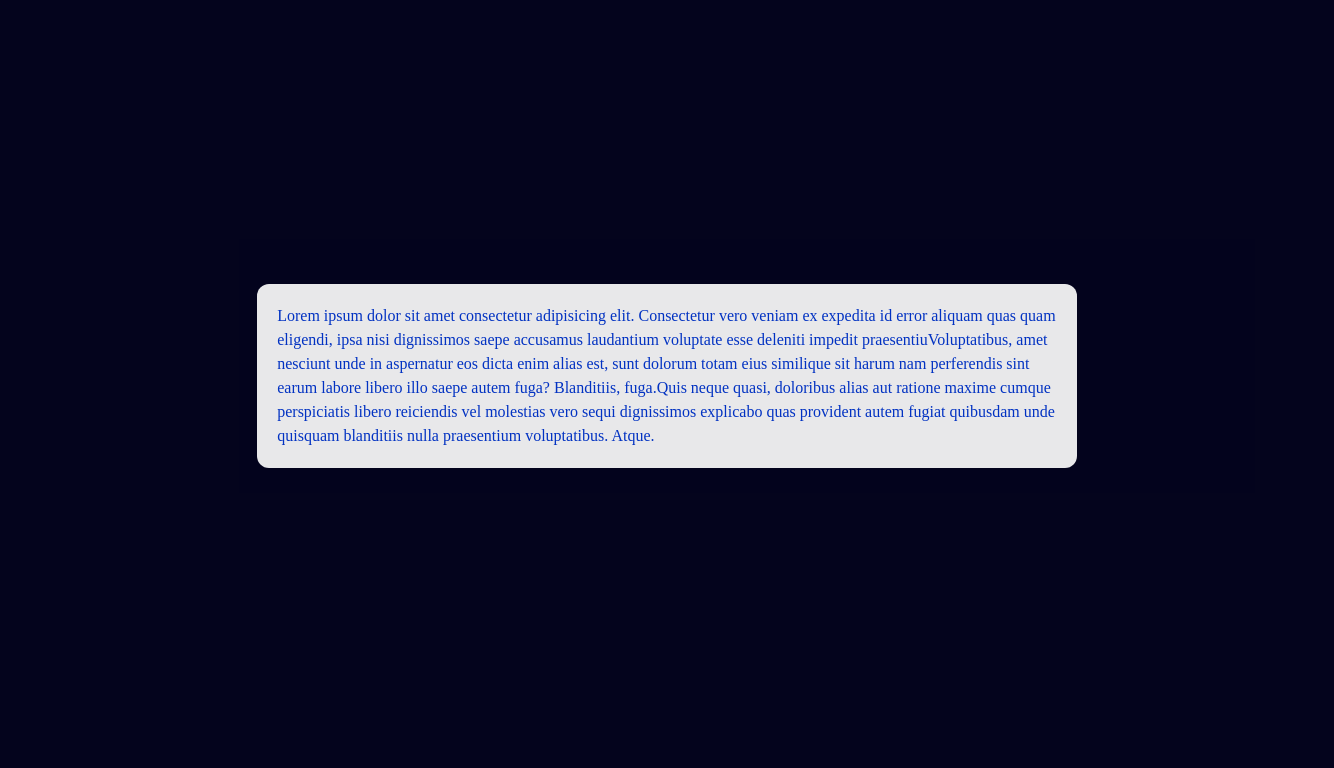 Lorem ipsum dolor sit amet consectetur adipisicing elit. Consectetur vero veniam ex expedita id error aliquam quas quam
eligendi, ipsa nisi dignissimos saepe accusamus laudantium voluptate esse deleniti impedit praesentiuVoluptatibus, amet
nesciunt unde in aspernatur eos dicta enim alias est, sunt dolorum totam eius similique sit harum nam perferendis sint
earum labore libero illo saepe autem fuga? Blanditiis, fuga.Quis neque quasi, doloribus alias aut ratione maxime cumque
perspiciatis libero reiciendis vel molestias vero sequi dignissimos explicabo quas provident autem fugiat quibusdam unde
quisquam blanditiis nulla praesentium voluptatibus. Atque.